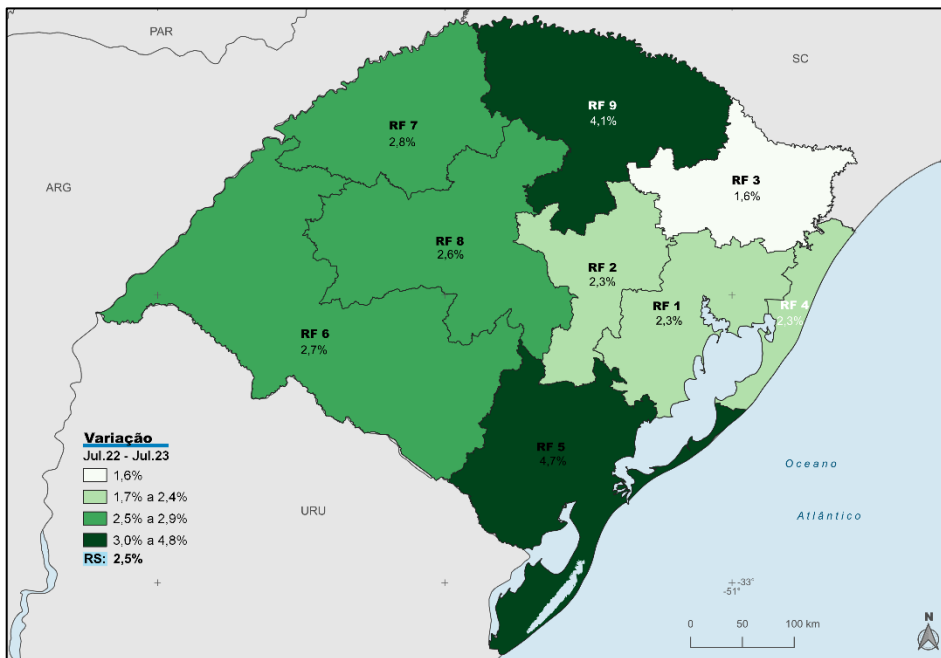 PAR
SC
RF 9
4,1%
RF 7
2,8%
RF 3
1,6%
ARG
RF 8
2,6%
RF 2
2,3%
RF 1
2,3%
RF 4
2,3%
RF 6
2,7%
RF 5
4,7%
Variação
Jul.22 - Jul.23
1,6%
1,7% a 2,4%
2,5% a 2,9%
3,0% a 4,8%
RS: 2,5%
URU
Oceano
Atlântico
-33°
-51°
N
0 50 100 km